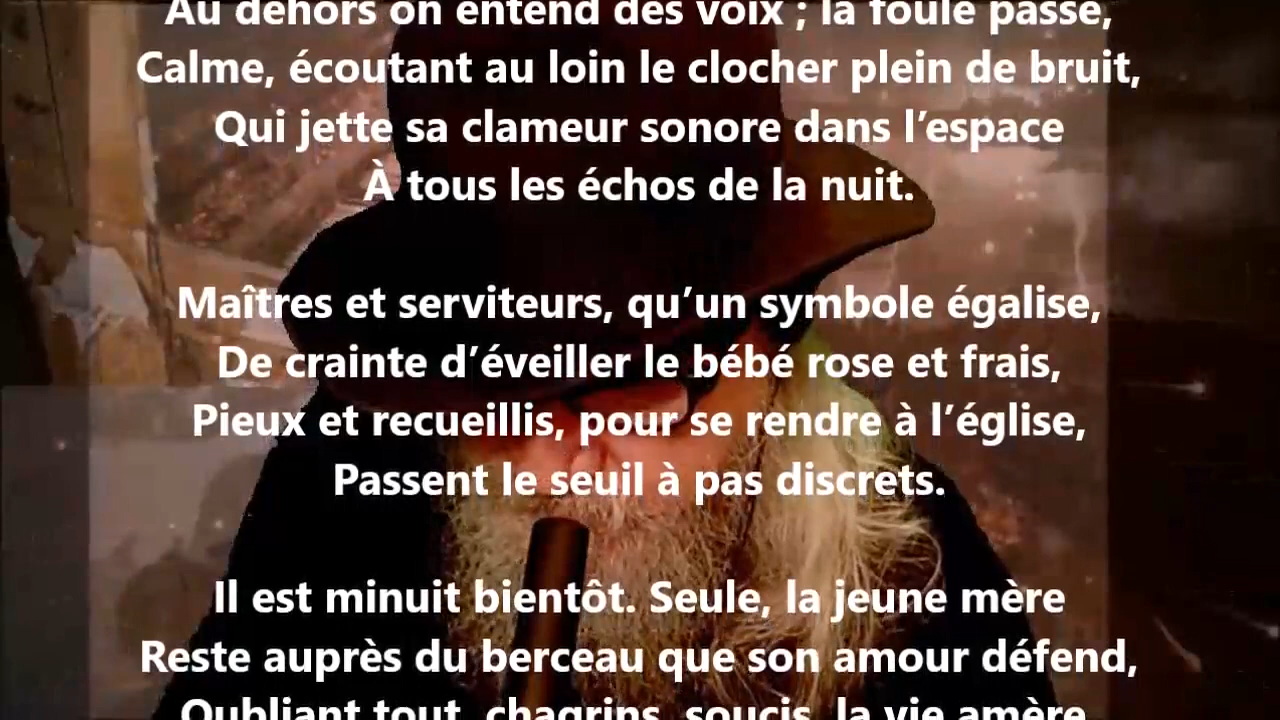 Au dehors on entend des voix ; la foule passe,
Calme, écoutant au loin le clocher plein de bruit,
Qui jette sa clameur sonore dans l’espace
À tous les échos de la nuit.
Maîtres et serviteurs, qu’un symbole égalise,
De crainte d’éveiller le bébé rose et frais,
Pieux et recueillis, pour se rendre à l’église,
Passent le seuil à pas discrets.
Il est minuit bientôt. Seule, la jeune mère
Reste auprès du berceau que son amour défend,
Oubliant tout, chagrins, soucis, la vie amère,